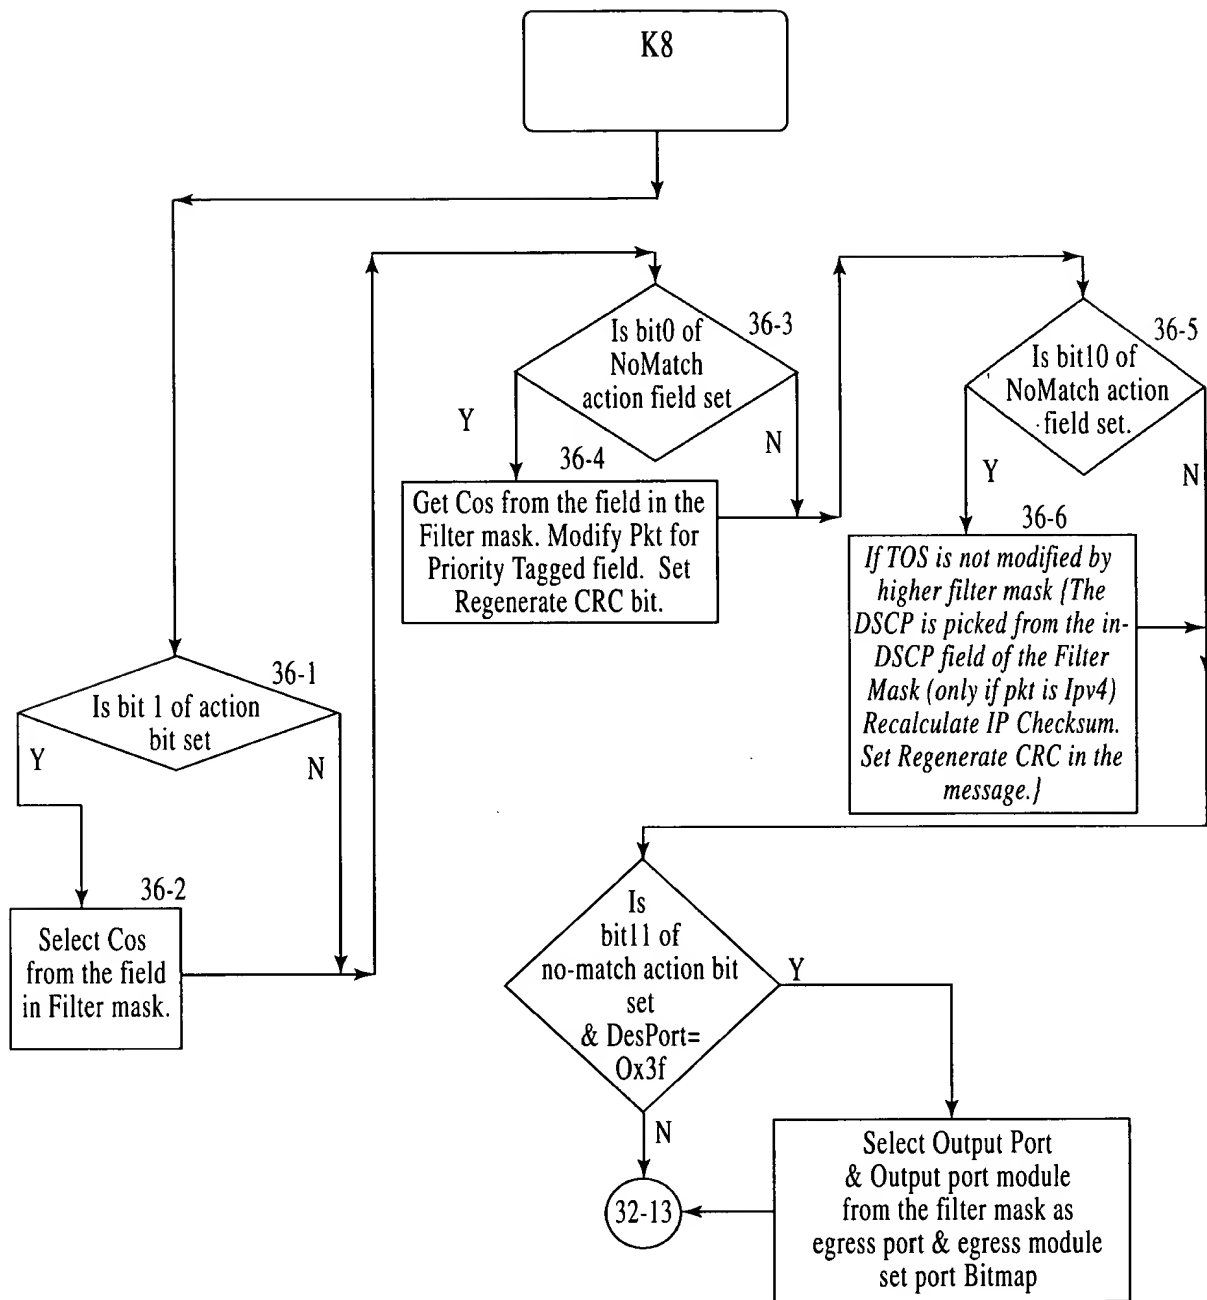 K8
36-1
Is bit 1 of action
bit set
Y
N
36-2
Select Cos
from the field
in Filter mask.
36-3
Is bit0 of
NoMatch
action field set
Y
N
36-4
Get Cos from the field in the
Filter mask. Modify Pkt for
Priority Tagged field. Set
Regenerate CRC bit.
36-5
Is bit10 of
NoMatch action
field set.
Y
N
36-6
If TOS is not modified by
higher filter mask {The
DSCP is picked from the in-
DSCP field of the Filter
Mask (only if pkt is Ipv4)
Recalculate IP Checksum.
Set Regenerate CRC in the
message.}
Is
bit11 of
no-match action bit
set
& DesPort=
Ox3f
Y
N
32-13
Select Output Port
& Output port module
from the filter mask as
egress port & egress module
set port Bitmap